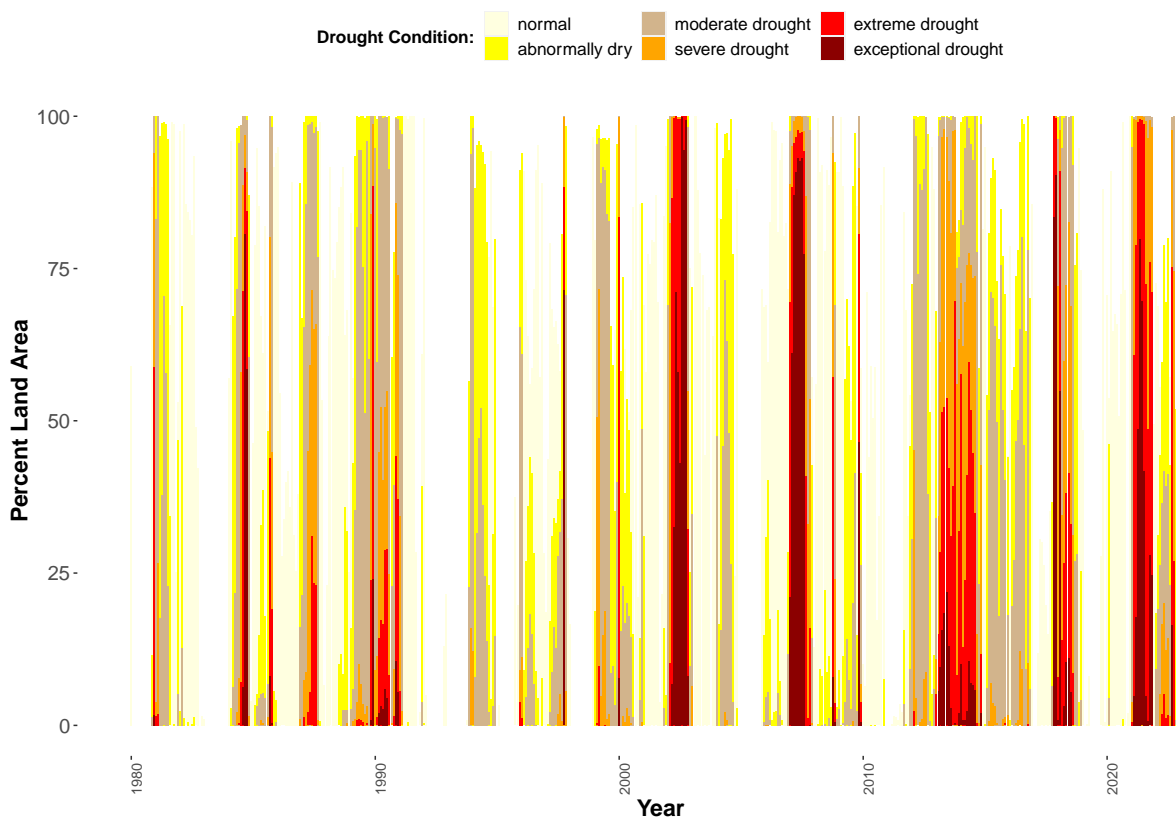 Drought Condition:
normal
abnormally dry
moderate drought
severe drought
extreme drought
exceptional drought
Percent Land Area
100
75
50
25
0
1980
1990
2000
2010
2020
Year